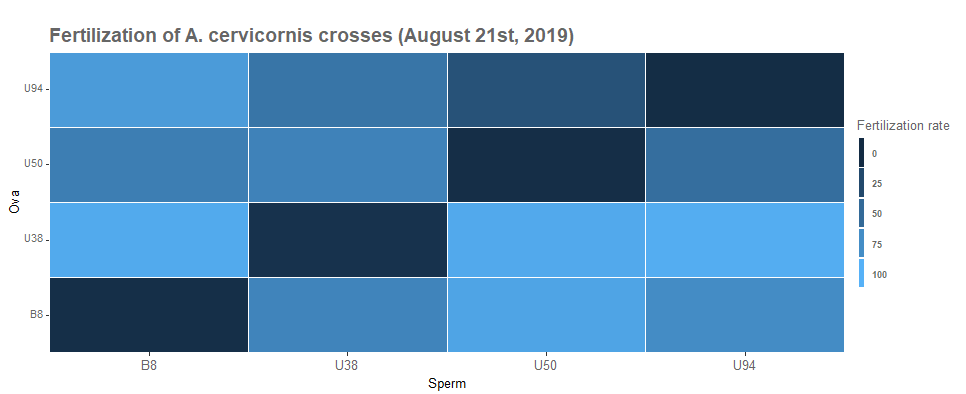 Fertilization of A. cervicornis crosses (August 21st, 2019)
U94
U50
U38
B8
Ova
B8
U38
U50
U94
Sperm
Fertilization rate
0
25
50
75
100